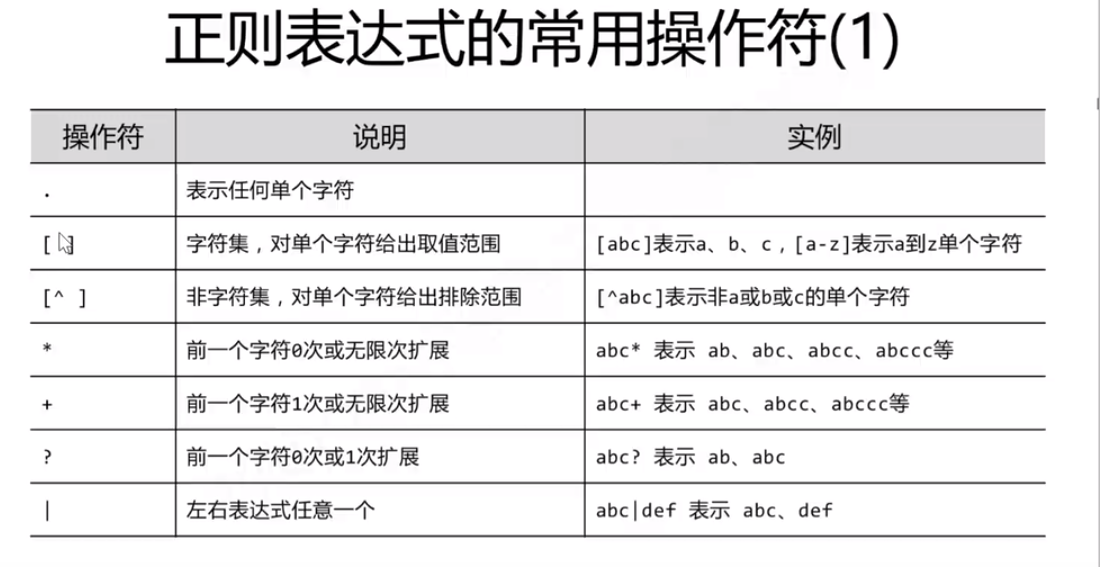 正则表达式的常用操作符(1)
操作符 说明 实例
. 表示任何单个字符
[ ] 字符集，对单个字符给出取值范围 [abc]表示a、b、c，[a-z]表示a到z单个字符
[^ ] 非字符集，对单个字符给出排除范围 [^abc]表示非a或b或c的单个字符
* 前一个字符0次或无限次扩展 abc* 表示 ab、abc、abcc、abccc等
+ 前一个字符1次或无限次扩展 abc+ 表示 abc、abcc、abccc等
? 前一个字符0次或1次扩展 abc? 表示 ab、abc
| 左右表达式任意一个 abc|def 表示 abc、def